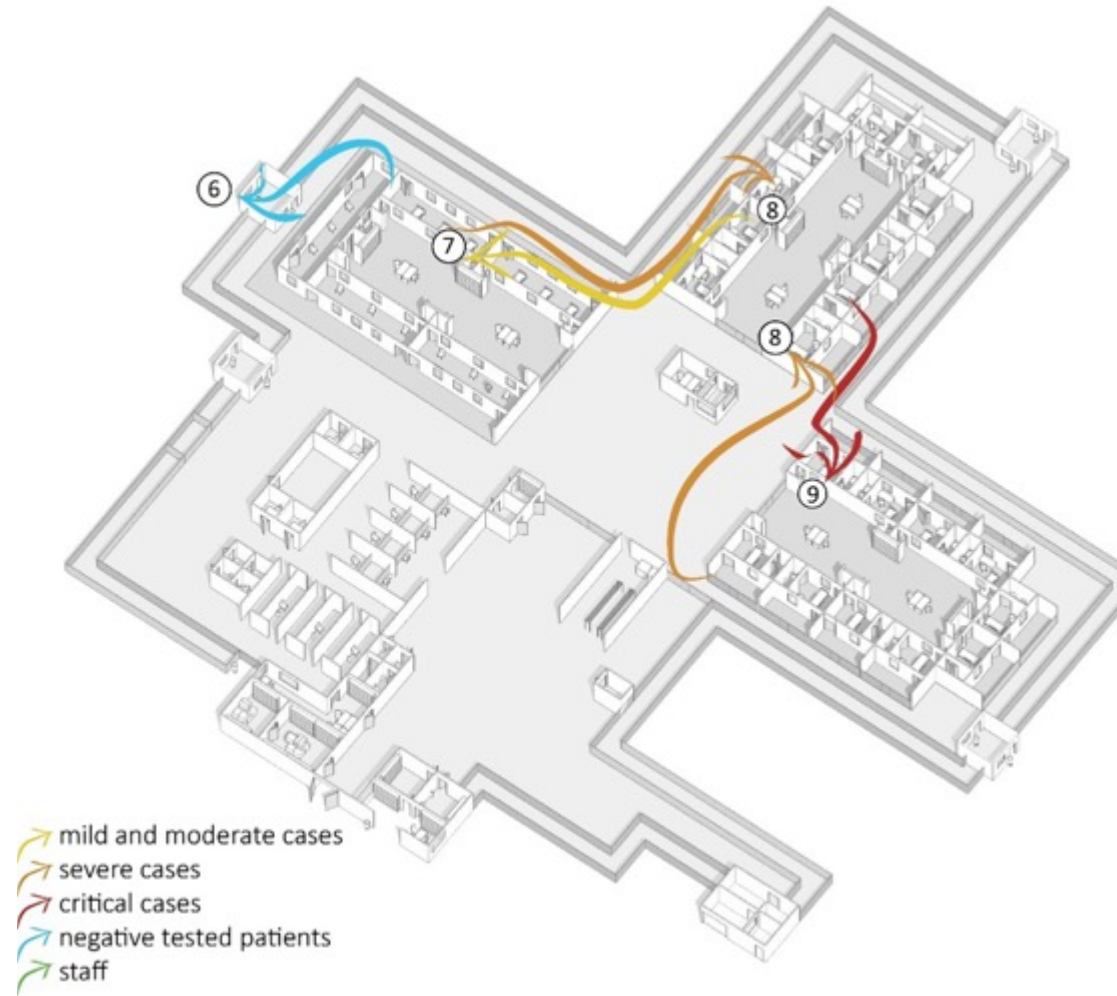 6
7
8
8
9
mild and moderate cases
severe cases
critical cases
negative tested patients
staff